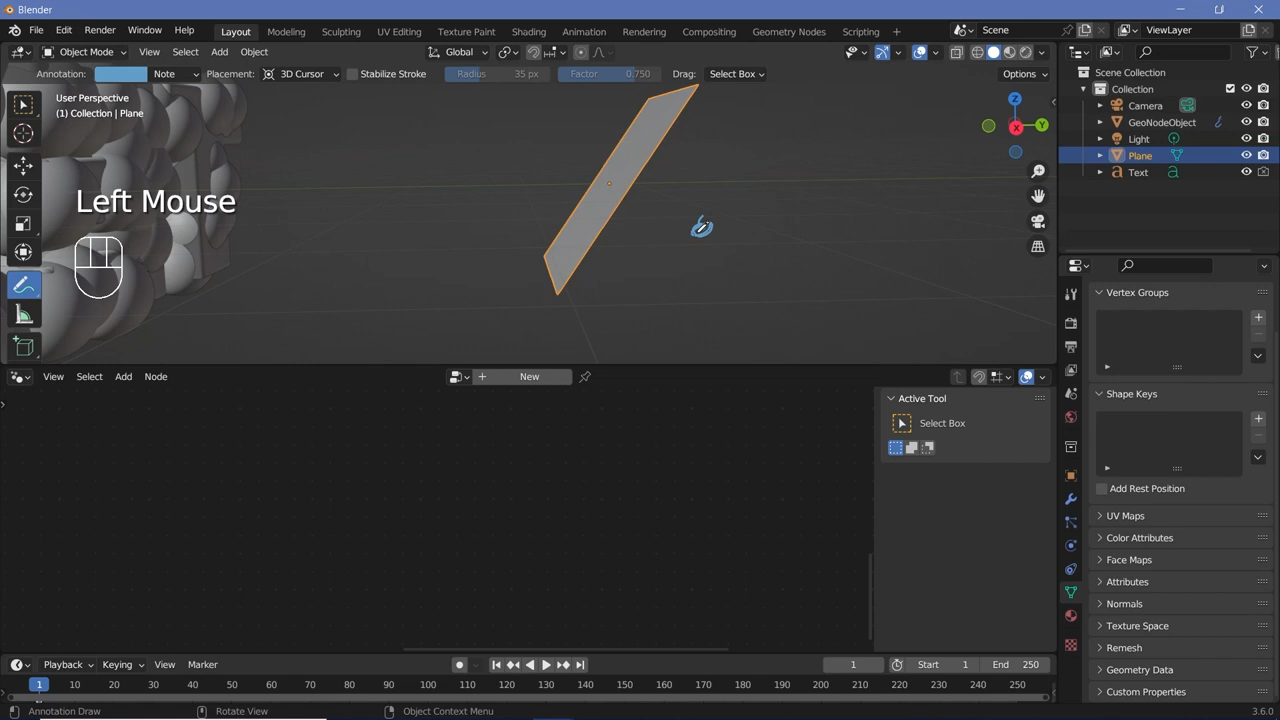 Blender
File Edit Render Window Help Layout Modeling Sculpting UV Editing Texture Paint Shading Animation Rendering Compositing Geometry Nodes Scripting + Scene ViewLayer
Object Mode View Select Add Object Global
Annotation: Note Placement: 3D Cursor Stabilize Stroke Radius 35 px Factor 0.750 Drag: Select Box Options
User Perspective
(1) Collection | Plane
Z
Y
X
Left Mouse
Scene Collection
Collection
Camera
GeoNodeObject
Light
Plane
Text
View Select Add Node + New
Active Tool
Select Box
Vertex Groups
Shape Keys
Add Rest Position
UV Maps
Color Attributes
Face Maps
Attributes
Normals
Texture Space
Remesh
Geometry Data
Custom Properties
Playback Keying View Marker 1 Start 1 End 250
1 10 20 30 40 50 60 70 80 90 100 110 120 130 140 150 160 170 180 190 200 210 220 230 240 250
Annotation Draw Rotate View Object Context Menu 3.6.0